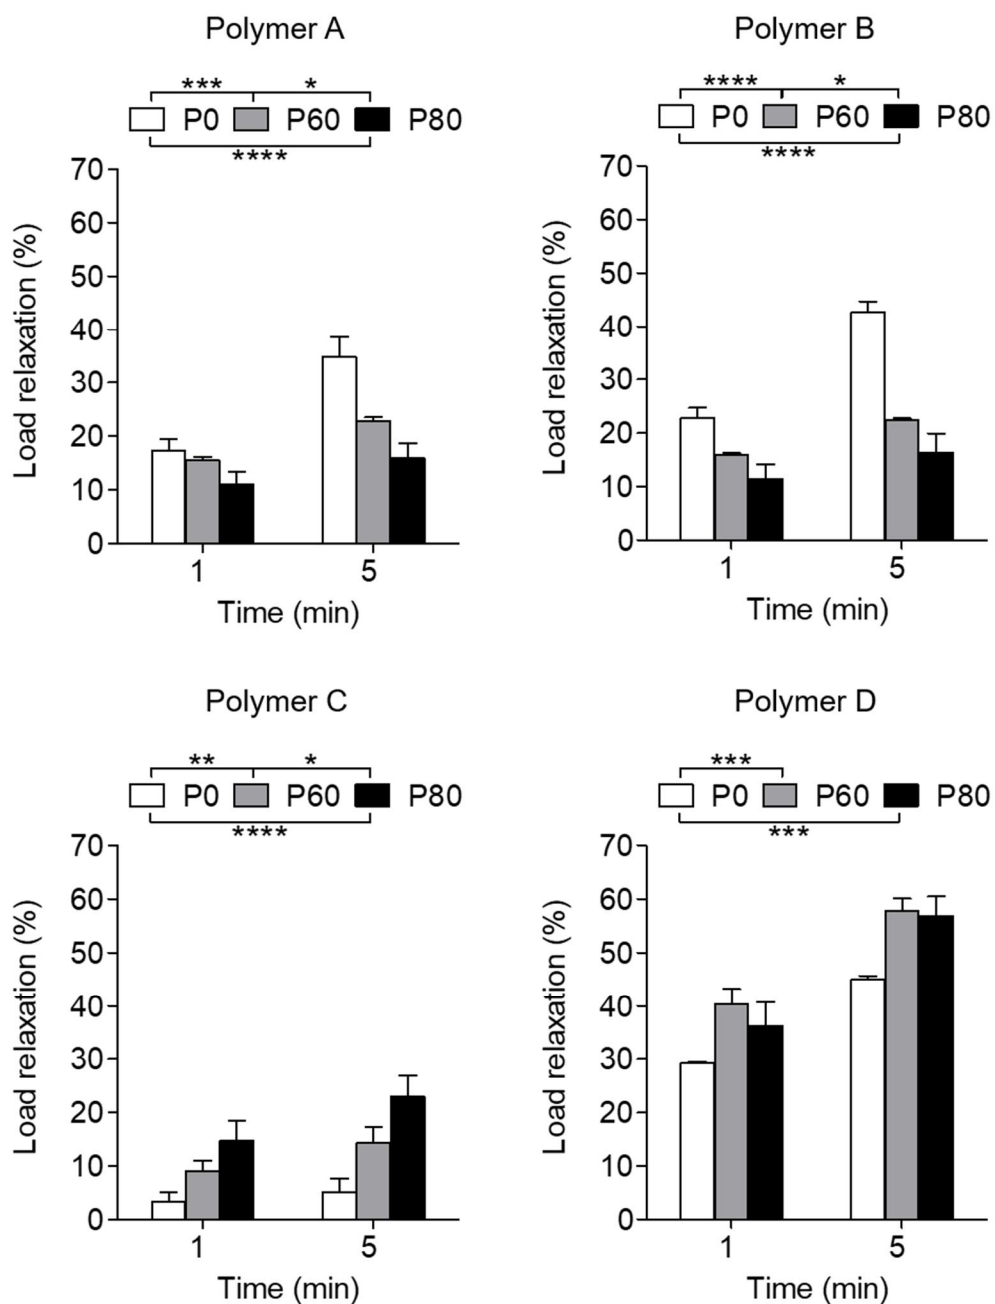 Polymer A
*** *
P0 P60 P80
****
70
60
50
40
30
20
10
0
Load relaxation (%)
1 5
Time (min)
Polymer B
**** *
P0 P60 P80
****
70
60
50
40
30
20
10
0
Load relaxation (%)
1 5
Time (min)
Polymer C
** *
P0 P60 P80
****
70
60
50
40
30
20
10
0
Load relaxation (%)
1 5
Time (min)
Polymer D
***
P0 P60 P80
***
70
60
50
40
30
20
10
0
Load relaxation (%)
1 5
Time (min)